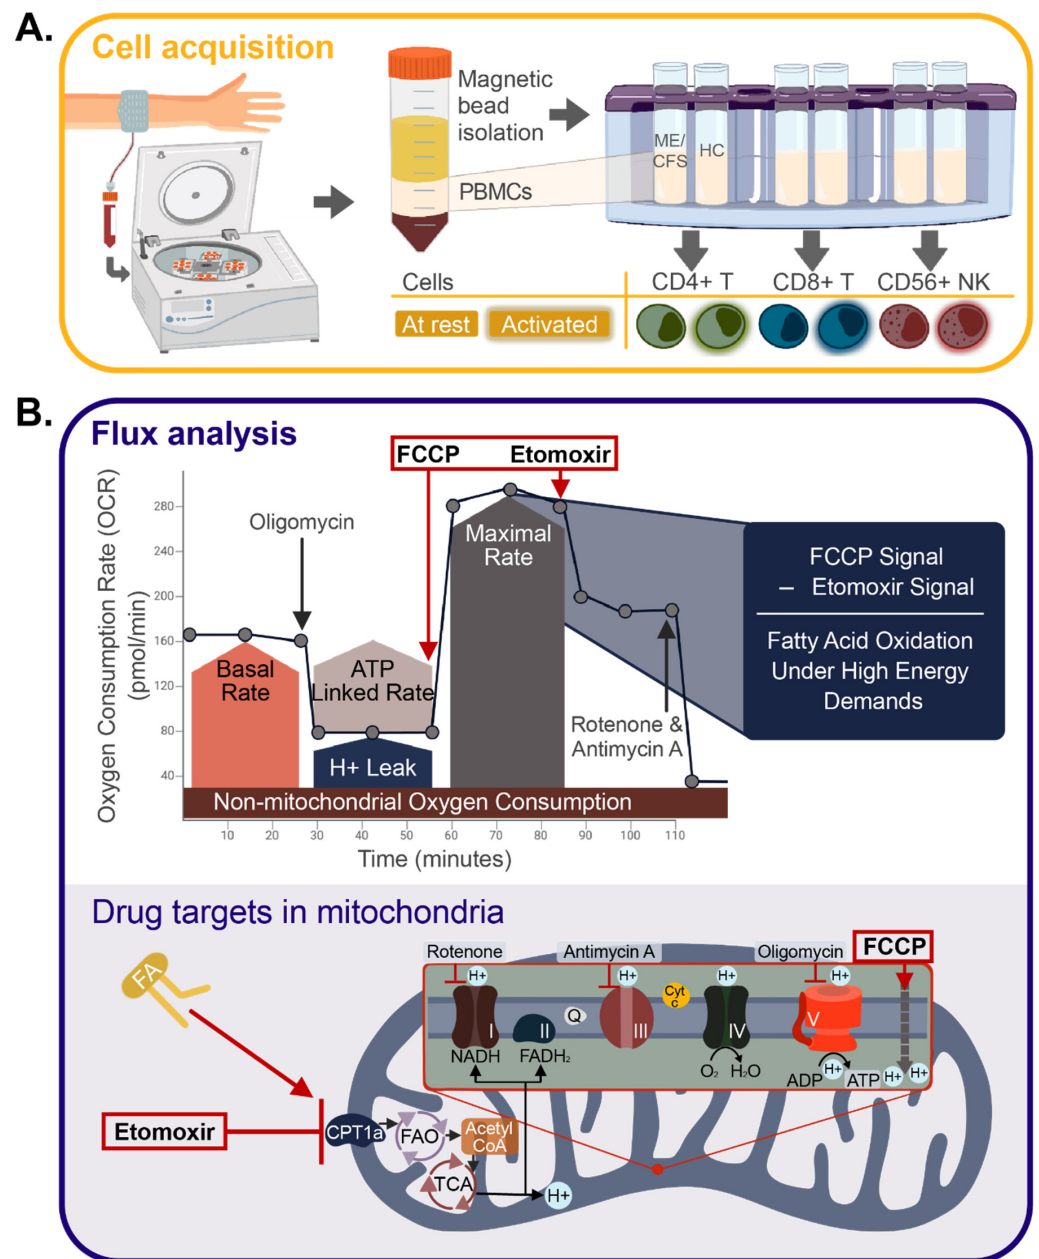 A.
Cell acquisition
Magnetic
bead
isolation
PBMCs
ME/
CFS
HC
Cells
At rest
Activated
CD4+ T
CD8+ T
CD56+ NK
B.
Flux analysis
FCCP
Etomoxir
Oligomycin
Oxygen Consumption Rate (OCR)
(pmol/min)
280
240
200
160
120
80
40
Basal
Rate
ATP
Linked Rate
H+ Leak
Maximal
Rate
Rotenone &
Antimycin A
Non-mitochondrial Oxygen Consumption
10 20 30 40 50 60 70 80 90 100 110
Time (minutes)
FCCP Signal
– Etomoxir Signal
Fatty Acid Oxidation
Under High Energy
Demands
Drug targets in mitochondria
FA
Etomoxir
CPT1a
FAO
Acetyl
CoA
TCA
H+
Rotenone
Antimycin A
Oligomycin
FCCP
H+
H+
H+
H+
I
II
Q
III
Cyt
c
IV
V
NADH
FADH₂
O₂
H₂O
ADP
H+
ATP
H+
H+